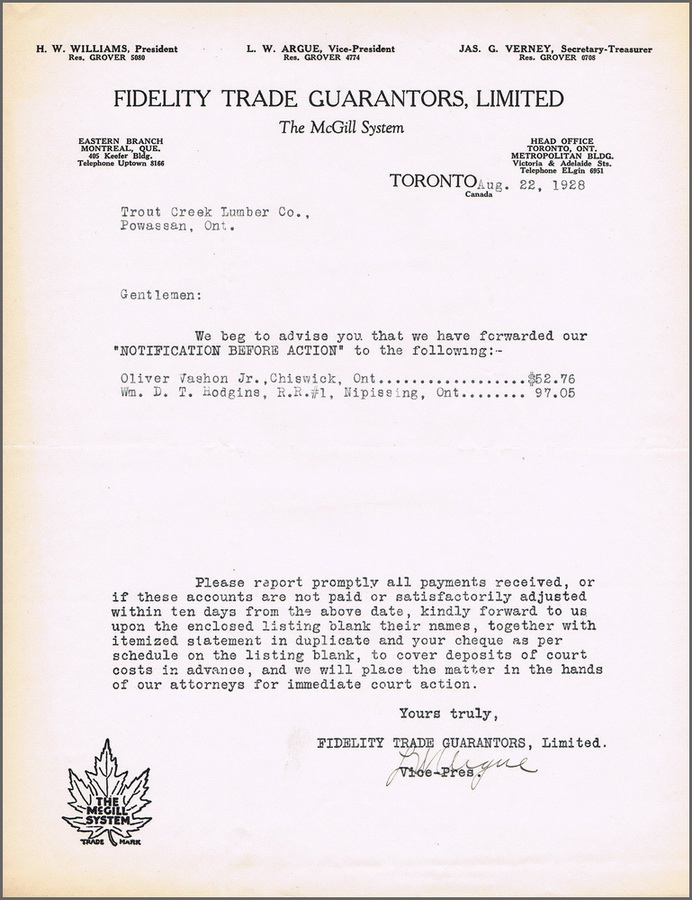 H. W. WILLIAMS, President
Res. GROVER 5080
L. W. ARGUE, Vice-President
Res. GROVER 4774
JAS. G. VERNEY, Secretary-Treasurer
Res. GROVER 0708
FIDELITY TRADE GUARANTORS, LIMITED
The McGill System
EASTERN BRANCH
MONTREAL, QUE.
405 Keefer Bldg.
Telephone Uptown 8166
HEAD OFFICE
TORONTO, ONT.
METROPOLITAN BLDG.
Victoria & Adelaide Sts.
Telephone ELgin 6951
TORONTO Aug. 22, 1928
Canada
Trout Creek Lumber Co.,
Powassan, Ont.
Gentlemen:
We beg to advise you that we have forwarded our
"NOTIFICATION BEFORE ACTION" to the following:-
Oliver Vashon Jr.,Chiswick, Ont..................$52.76
Wm. D. T. Hodgins, R.R.#1, Nipissing, Ont........ 97.05
Please report promptly all payments received, or
if these accounts are not paid or satisfactorily adjusted
within ten days from the above date, kindly forward to us
upon the enclosed listing blank their names, together with
itemized statement in duplicate and your cheque as per
schedule on the listing blank, to cover deposits of court
costs in advance, and we will place the matter in the hands
of our attorneys for immediate court action.
Yours truly,
FIDELITY TRADE GUARANTORS, Limited.
L W Argue
Vice-Pres.
THE
McGILL
SYSTEM
TRADE MARK